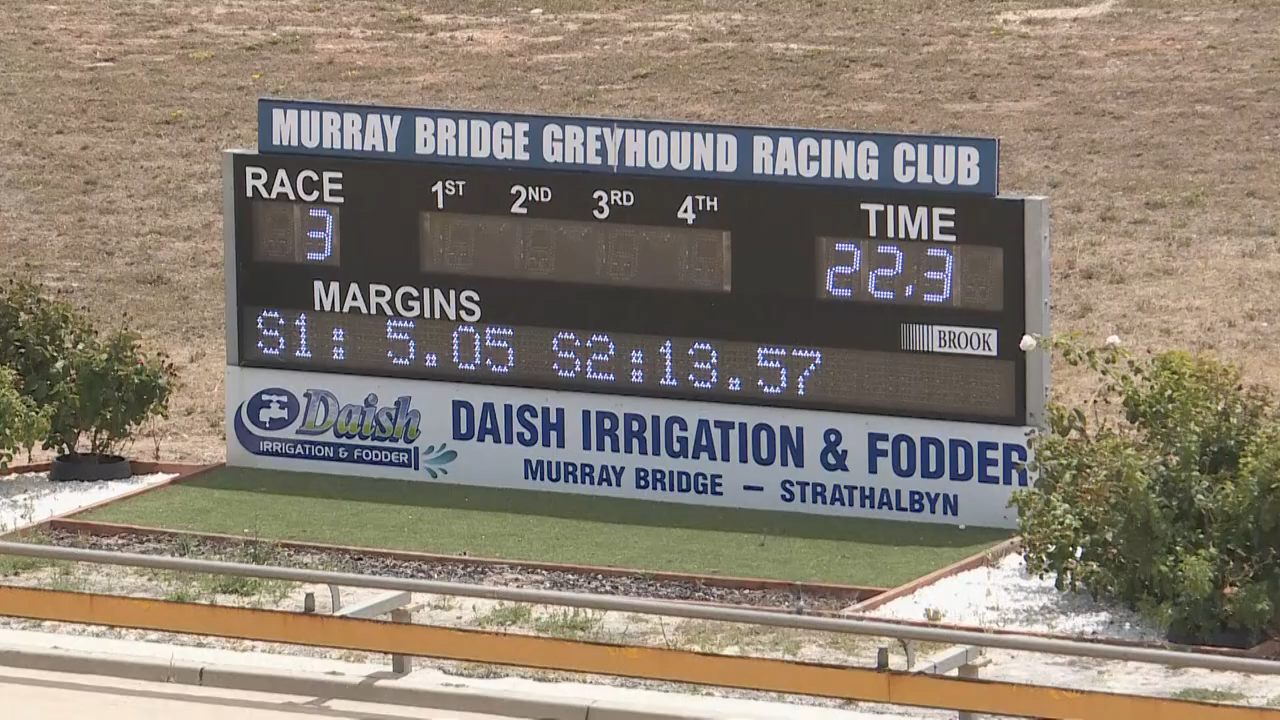 MURRAY BRIDGE GREYHOUND RACING CLUB
RACE 1ST 2ND 3RD 4TH TIME
3 22.3
MARGINS
BROOK
S1: 5.05 S2:13.57
Daish
IRRIGATION & FODDER
DAISH IRRIGATION & FODDER
MURRAY BRIDGE – STRATHALBYN